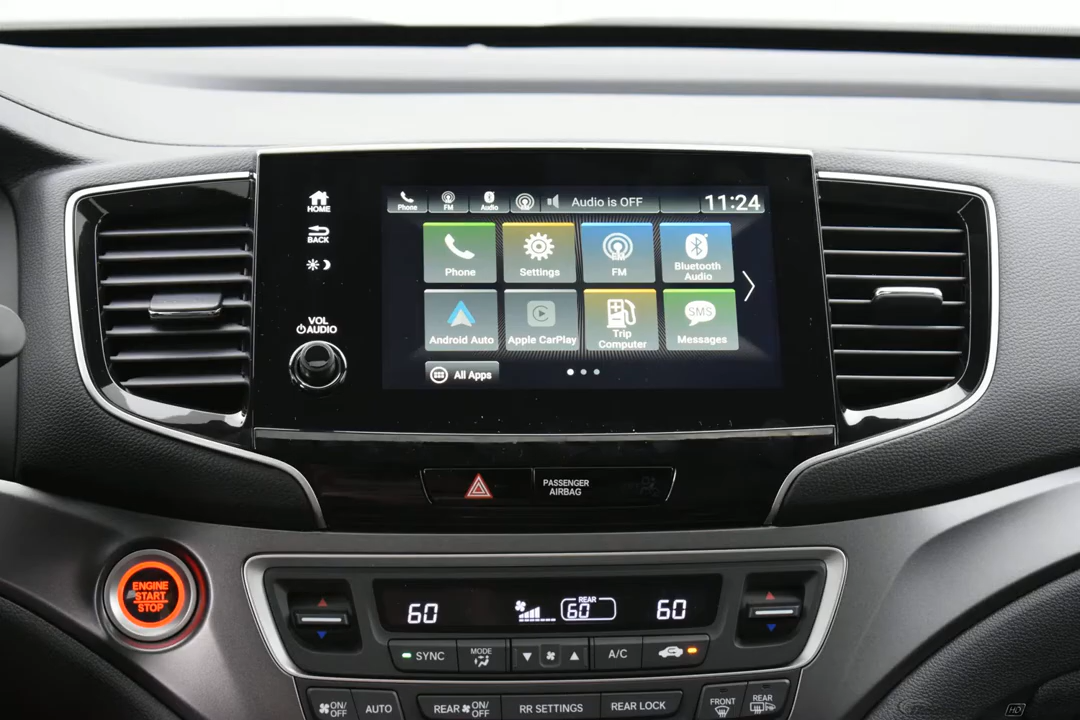 HOME
BACK
VOL
AUDIO
Phone
FM
Audio
Audio is OFF
11:24
Phone
Settings
FM
Bluetooth
Audio
Android Auto
Apple CarPlay
Trip
Computer
SMS
Messages
All Apps
PASSENGER
AIRBAG
ENGINE
START
STOP
60
REAR
60
60
SYNC
MODE
A/C
ON/
OFF
AUTO
REAR ON/
OFF
RR SETTINGS
REAR LOCK
FRONT
REAR
HD